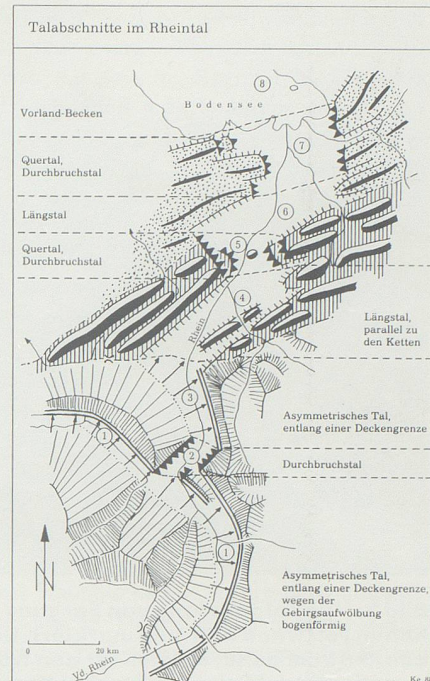 Talabschnitte im Rheintal
8
Bodensee
Vorland-Becken
7
Quertal,
Durchbruchstal
6
Längstal
5
Quertal,
Durchbruchstal
4
Rhein
Längstal,
parallel zu
den Ketten
3
Asymmetrisches Tal,
entlang einer Deckengrenze
1
2
Durchbruchstal
1
N
Asymmetrisches Tal,
entlang einer Deckengrenze,
wegen der
Gebirgsaufwölbung
bogenförmig
0 20 km
Vd. Rhein